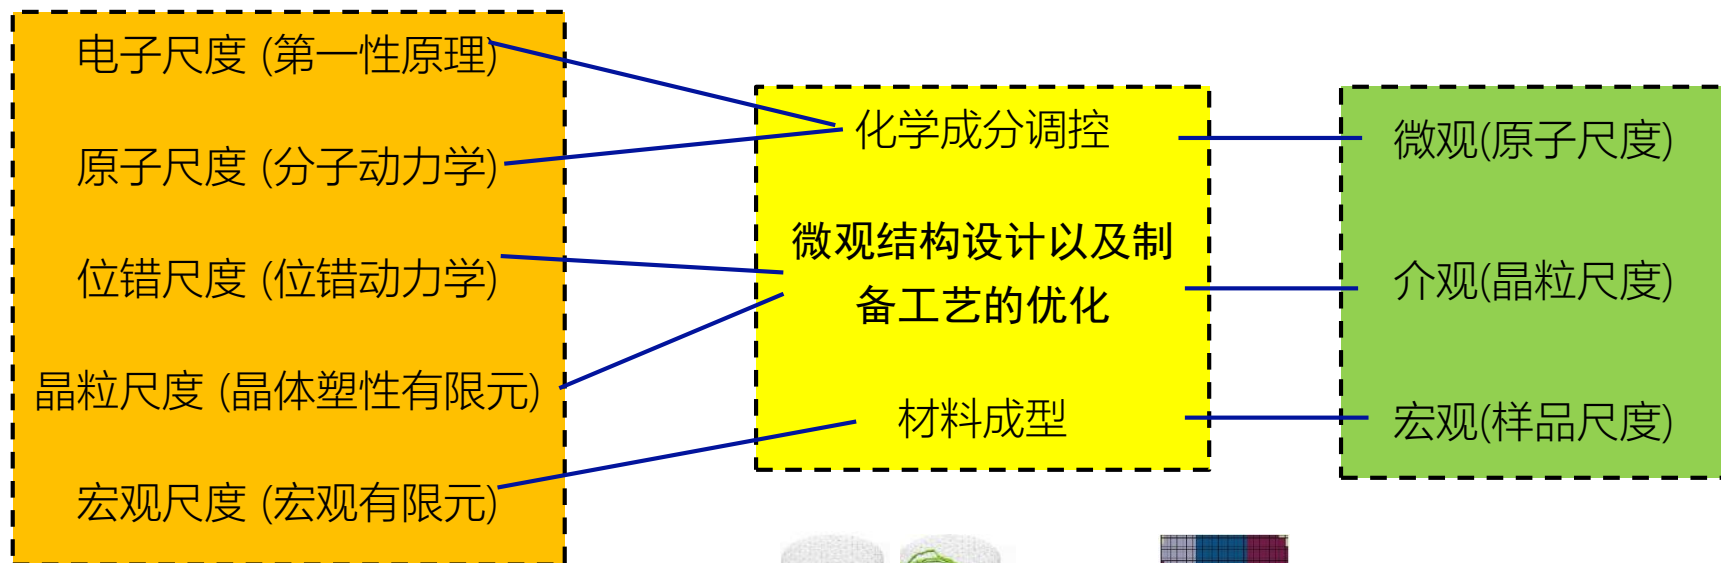 电子尺度 (第一性原理)
原子尺度 (分子动力学)
位错尺度 (位错动力学)
晶粒尺度 (晶体塑性有限元)
宏观尺度 (宏观有限元)
化学成分调控
微观结构设计以及制
备工艺的优化
材料成型
微观(原子尺度)
介观(晶粒尺度)
宏观(样品尺度)